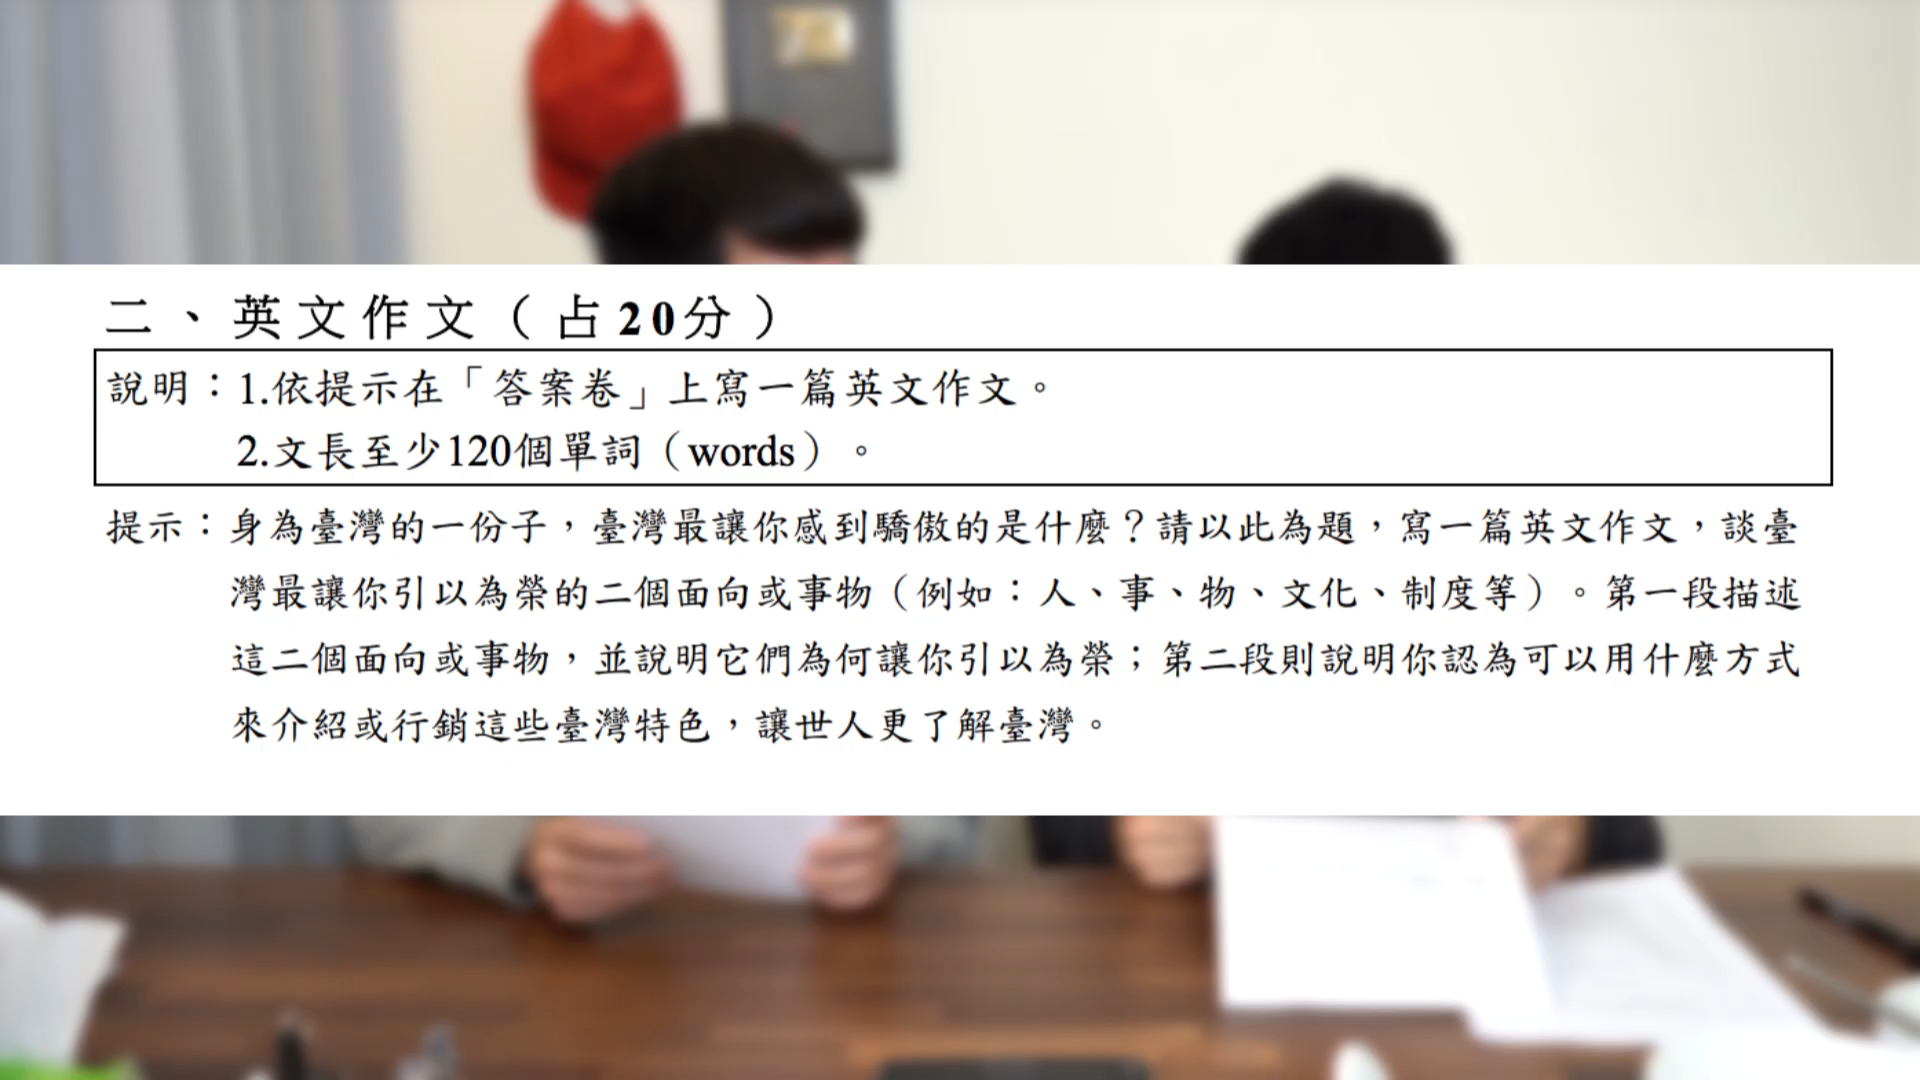 二、英文作文（占20分）
說明：1.依提示在「答案卷」上寫一篇英文作文。
2.文長至少120個單詞（words）。
提示：身為臺灣的一份子，臺灣最讓你感到驕傲的是什麼？請以此為題，寫一篇英文作文，談臺
灣最讓你引以為榮的二個面向或事物（例如：人、事、物、文化、制度等）。第一段描述
這二個面向或事物，並說明它們為何讓你引以為榮；第二段則說明你認為可以用什麼方式
來介紹或行銷這些臺灣特色，讓世人更了解臺灣。